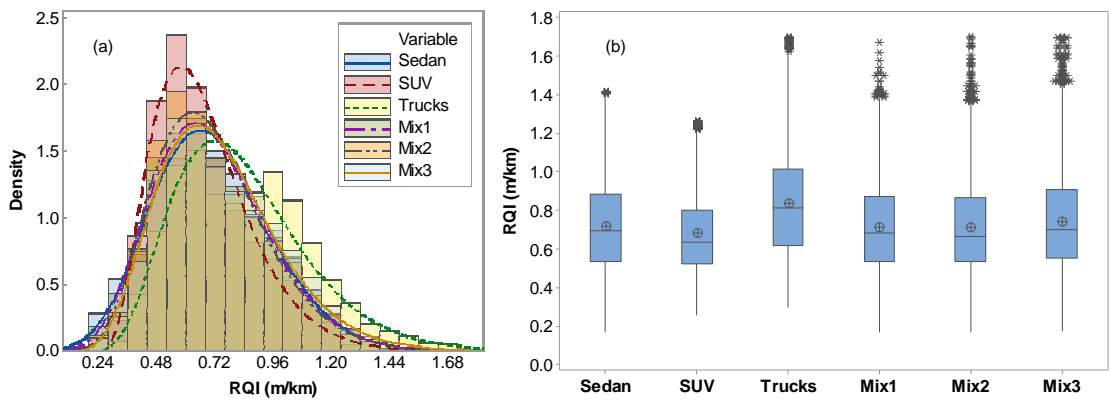 (a)
Variable
Sedan
SUV
Trucks
Mix1
Mix2
Mix3
2.5
2.0
1.5
1.0
0.5
0.0
Density
0.24 0.48 0.72 0.96 1.20 1.44 1.68
RQI (m/km)
(b)
1.8
1.6
1.4
1.2
1.0
0.8
0.6
0.4
0.2
0.0
RQI (m/km)
Sedan SUV Trucks Mix1 Mix2 Mix3